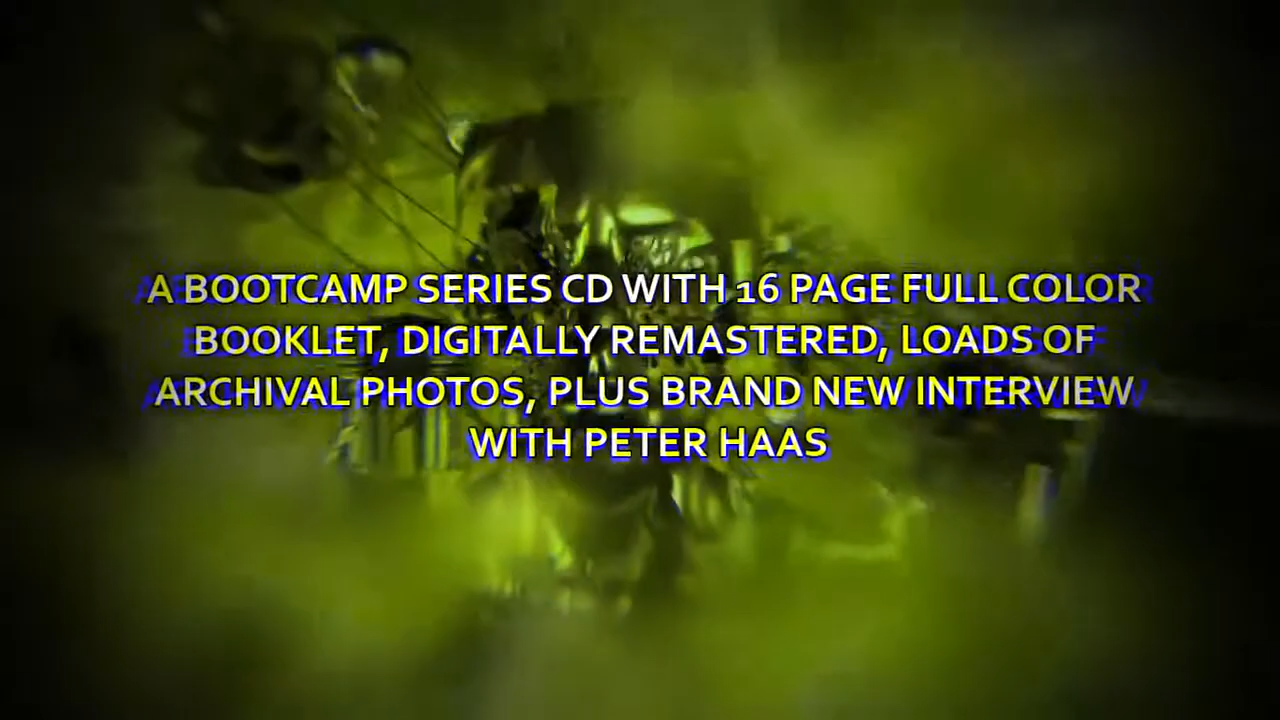 A BOOTCAMP SERIES CD WITH 16 PAGE FULL COLOR
BOOKLET, DIGITALLY REMASTERED, LOADS OF
ARCHIVAL PHOTOS, PLUS BRAND NEW INTERVIEW
WITH PETER HAAS